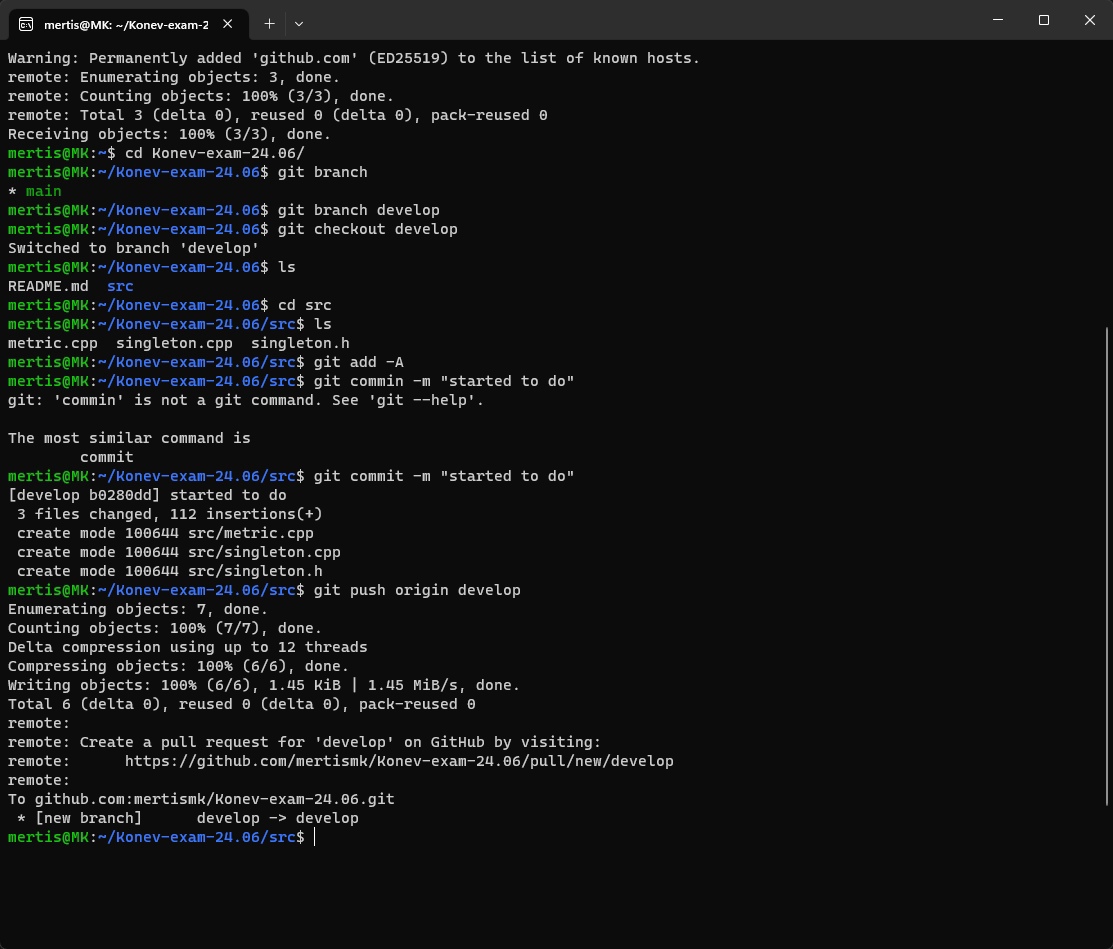 mertis@MK: ~/Konev-exam-2
Warning: Permanently added 'github.com' (ED25519) to the list of known hosts.
remote: Enumerating objects: 3, done.
remote: Counting objects: 100% (3/3), done.
remote: Total 3 (delta 0), reused 0 (delta 0), pack-reused 0
Receiving objects: 100% (3/3), done.
mertis@MK:~$ cd Konev-exam-24.06/
mertis@MK:~/Konev-exam-24.06$ git branch
* main
mertis@MK:~/Konev-exam-24.06$ git branch develop
mertis@MK:~/Konev-exam-24.06$ git checkout develop
Switched to branch 'develop'
mertis@MK:~/Konev-exam-24.06$ ls
README.md  src
mertis@MK:~/Konev-exam-24.06$ cd src
mertis@MK:~/Konev-exam-24.06/src$ ls
metric.cpp  singleton.cpp  singleton.h
mertis@MK:~/Konev-exam-24.06/src$ git add -A
mertis@MK:~/Konev-exam-24.06/src$ git commin -m "started to do"
git: 'commin' is not a git command. See 'git --help'.

The most similar command is
        commit
mertis@MK:~/Konev-exam-24.06/src$ git commit -m "started to do"
[develop b0280dd] started to do
 3 files changed, 112 insertions(+)
 create mode 100644 src/metric.cpp
 create mode 100644 src/singleton.cpp
 create mode 100644 src/singleton.h
mertis@MK:~/Konev-exam-24.06/src$ git push origin develop
Enumerating objects: 7, done.
Counting objects: 100% (7/7), done.
Delta compression using up to 12 threads
Compressing objects: 100% (6/6), done.
Writing objects: 100% (6/6), 1.45 KiB | 1.45 MiB/s, done.
Total 6 (delta 0), reused 0 (delta 0), pack-reused 0
remote:
remote: Create a pull request for 'develop' on GitHub by visiting:
remote:      https://github.com/mertismk/Konev-exam-24.06/pull/new/develop
remote:
To github.com:mertismk/Konev-exam-24.06.git
 * [new branch]      develop -> develop
mertis@MK:~/Konev-exam-24.06/src$